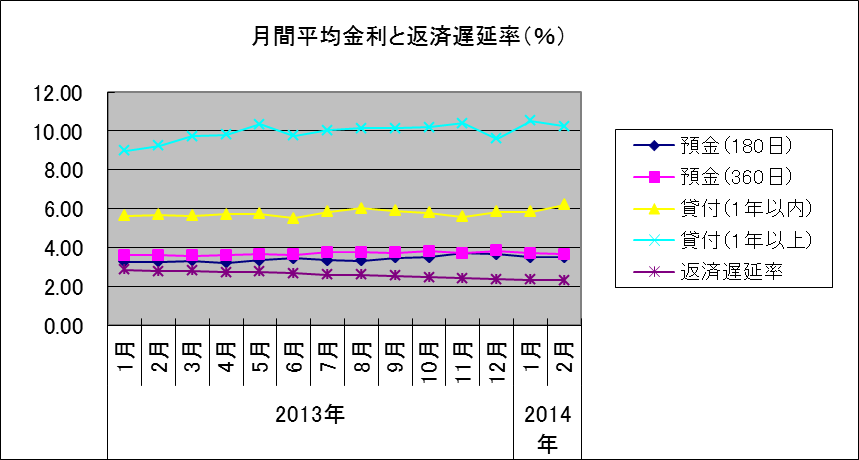 月間平均金利と返済遅延率(%)
12.00
10.00
8.00
6.00
4.00
2.00
0.00
1月 2月 3月 4月 5月 6月 7月 8月 9月 10月 11月 12月 1月 2月
2013年
2014年
預金(180日)
預金(360日)
貸付(1年以内)
貸付(1年以上)
返済遅延率